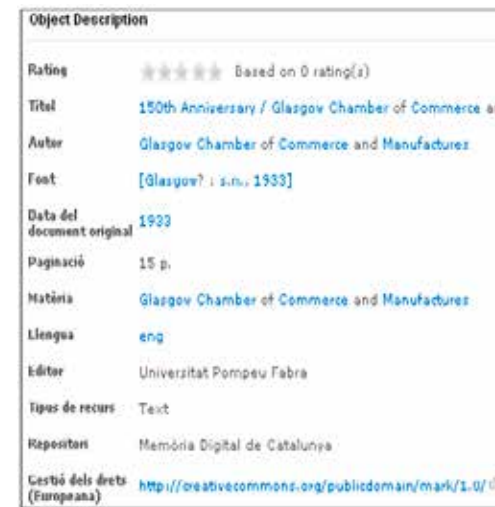 Object Description
Rating Based on 0 rating(s)
Títol 150th Anniversary / Glasgow Chamber of Commerce a
Autor Glasgow Chamber of Commerce and Manufactures
Font [Glasgow? : s.n., 1933]
Data del
document original 1933
Paginació 15 p.
Matèria Glasgow Chamber of Commerce and Manufactures
Llengua eng
Editor Universitat Pompeu Fabra
Tipus de recurs Text
Repositori Memòria Digital de Catalunya
Gestió dels drets
(Europeana) http://creativecommons.org/publicdomain/mark/1.0/